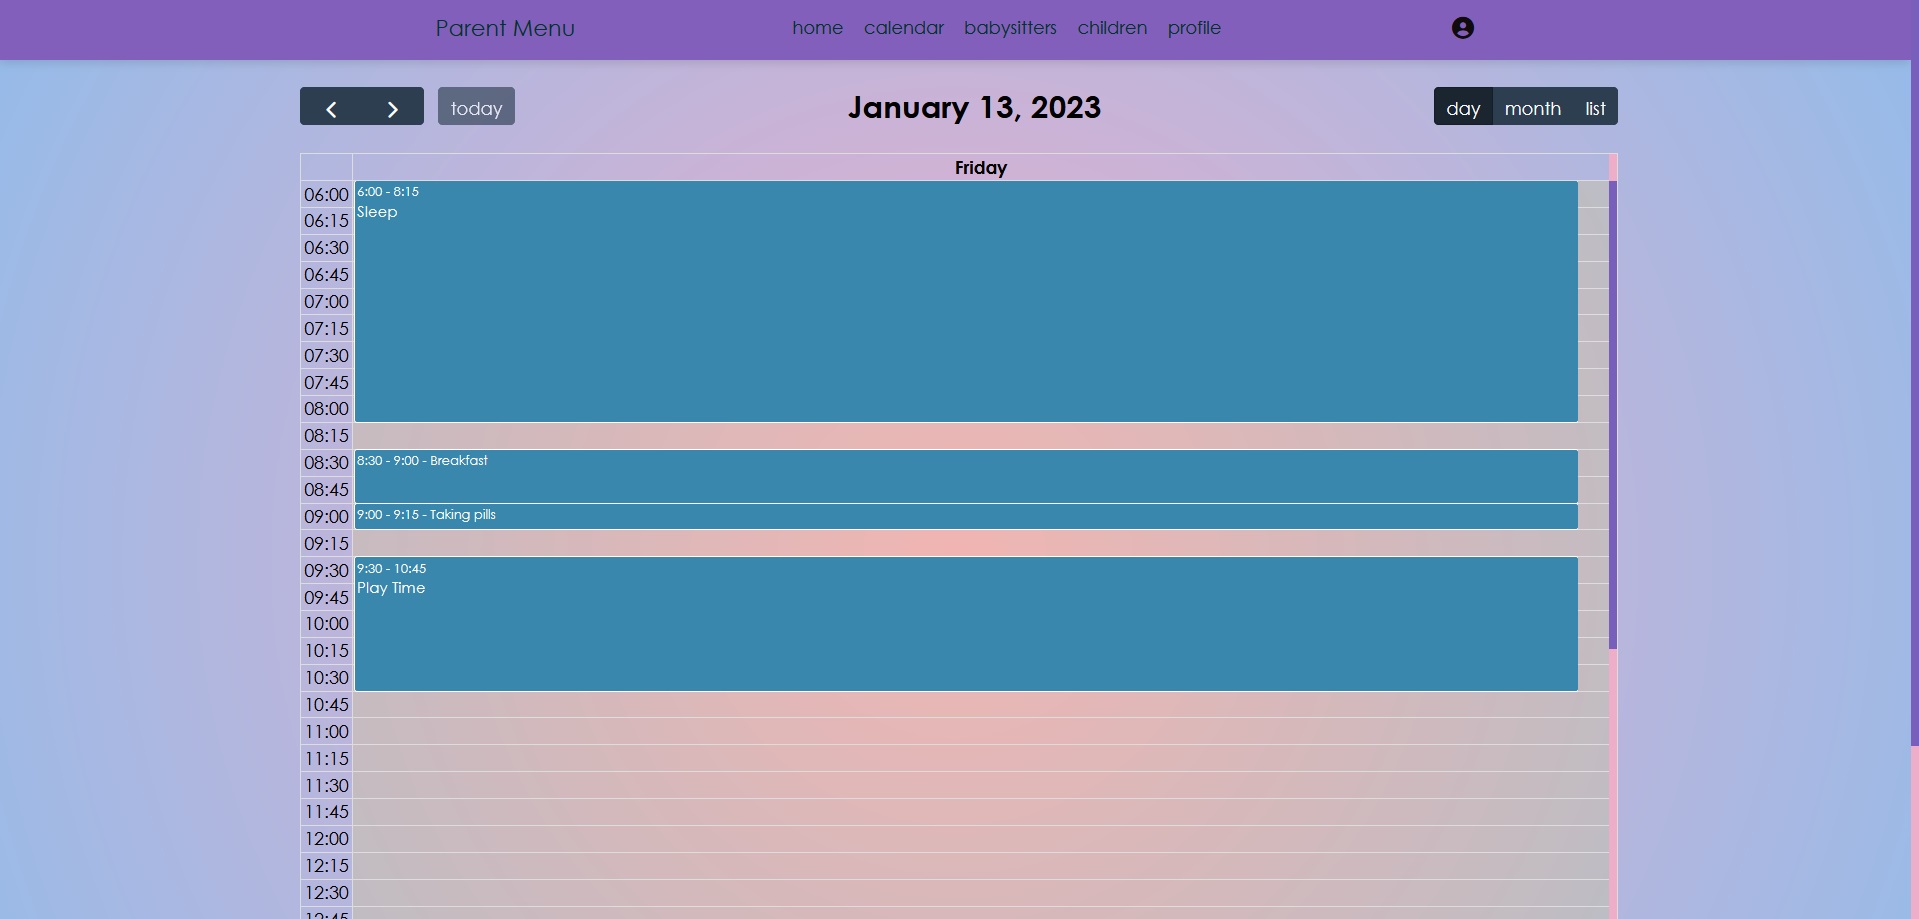 Parent Menu home calendar babysitters children profile
today January 13, 2023 day month list
Friday
06:00 6:00 - 8:15
Sleep
06:15
06:30
06:45
07:00
07:15
07:30
07:45
08:00
08:15
08:30 8:30 - 9:00 - Breakfast
08:45
09:00 9:00 - 9:15 - Taking pills
09:15
09:30 9:30 - 10:45
Play Time
09:45
10:00
10:15
10:30
10:45
11:00
11:15
11:30
11:45
12:00
12:15
12:30
12:45